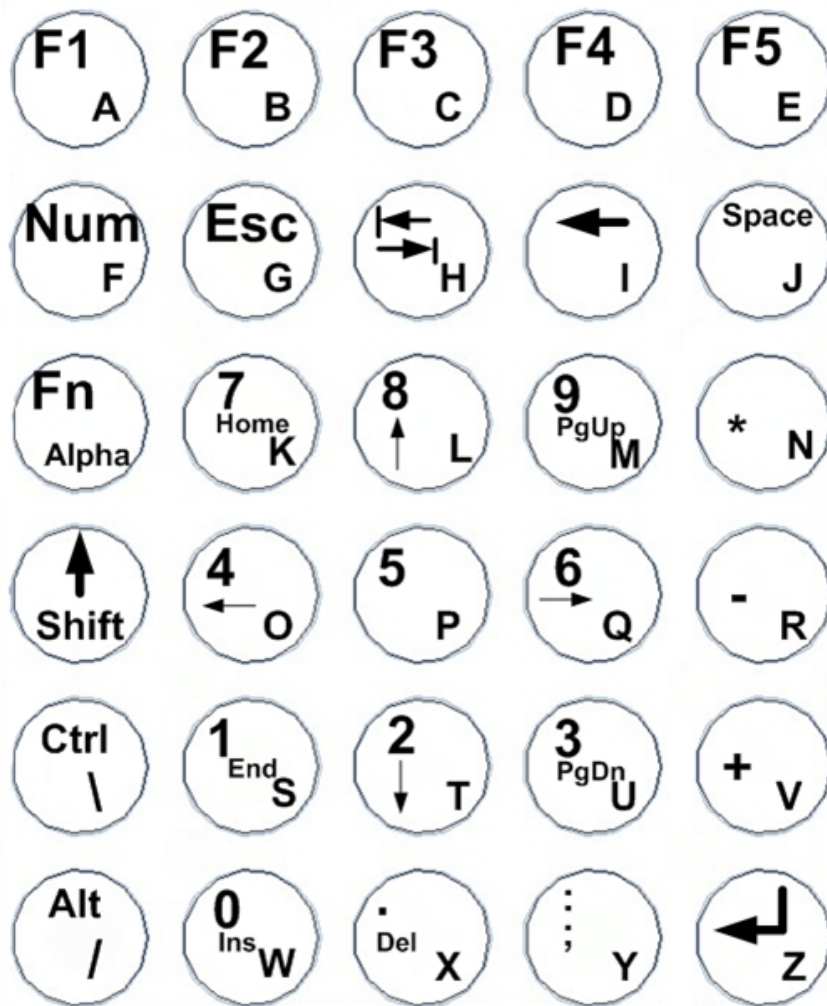 F1 F2 F3 F4 F5
A B C D E
Num Esc Space
F G H I J
Fn 7 8 9 *
Home PgUp
Alpha K L M N
4 5 6 -
Shift O P Q R
Ctrl 1 2 3 +
End PgDn
\ S T U V
Alt 0 . :
Ins Del ;
/ W X Y Z